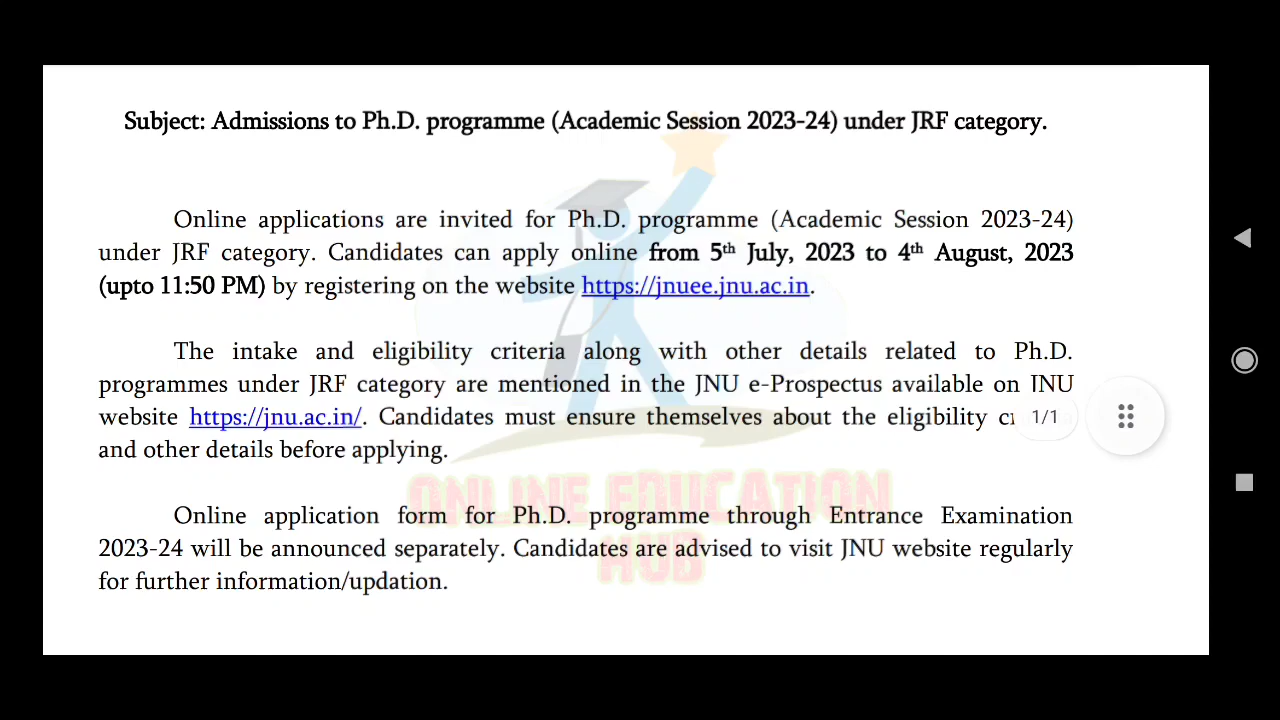 Subject: Admissions to Ph.D. programme (Academic Session 2023-24) under JRF category.
Online applications are invited for Ph.D. programme (Academic Session 2023-24)
under JRF category. Candidates can apply online from 5th July, 2023 to 4th August, 2023
(upto 11:50 PM) by registering on the website https://jnuee.jnu.ac.in.
The intake and eligibility criteria along with other details related to Ph.D.
programmes under JRF category are mentioned in the JNU e-Prospectus available on JNU
website https://jnu.ac.in/. Candidates must ensure themselves about the eligibility
1/1
and other details before applying.
ONLINE EDUCATION
HUB
Online application form for Ph.D. programme through Entrance Examination
2023-24 will be announced separately. Candidates are advised to visit JNU website regularly
for further information/updation.